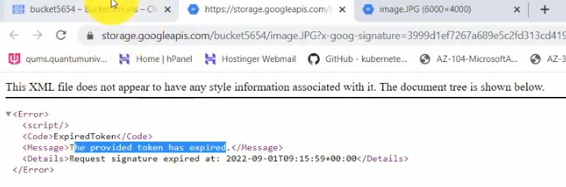 bucket5654 – Bucket details – Cl
https://storage.googleapis.com/b
image.JPG (6000×4000)
storage.googleapis.com/bucket5654/image.JPG?x-goog-signature=3999d1ef7267a689e5c2fd313cd419
qums.quantumuniv...
Home | hPanel
Hostinger Webmail
GitHub - kubernete...
AZ-104-MicrosoftA...
AZ-3
This XML file does not appear to have any style information associated with it. The document tree is shown below.
▼<Error>
<script/>
<Code>ExpiredToken</Code>
<Message>The provided token has expired.</Message>
<Details>Request signature expired at: 2022-09-01T09:15:59+00:00</Details>
</Error>